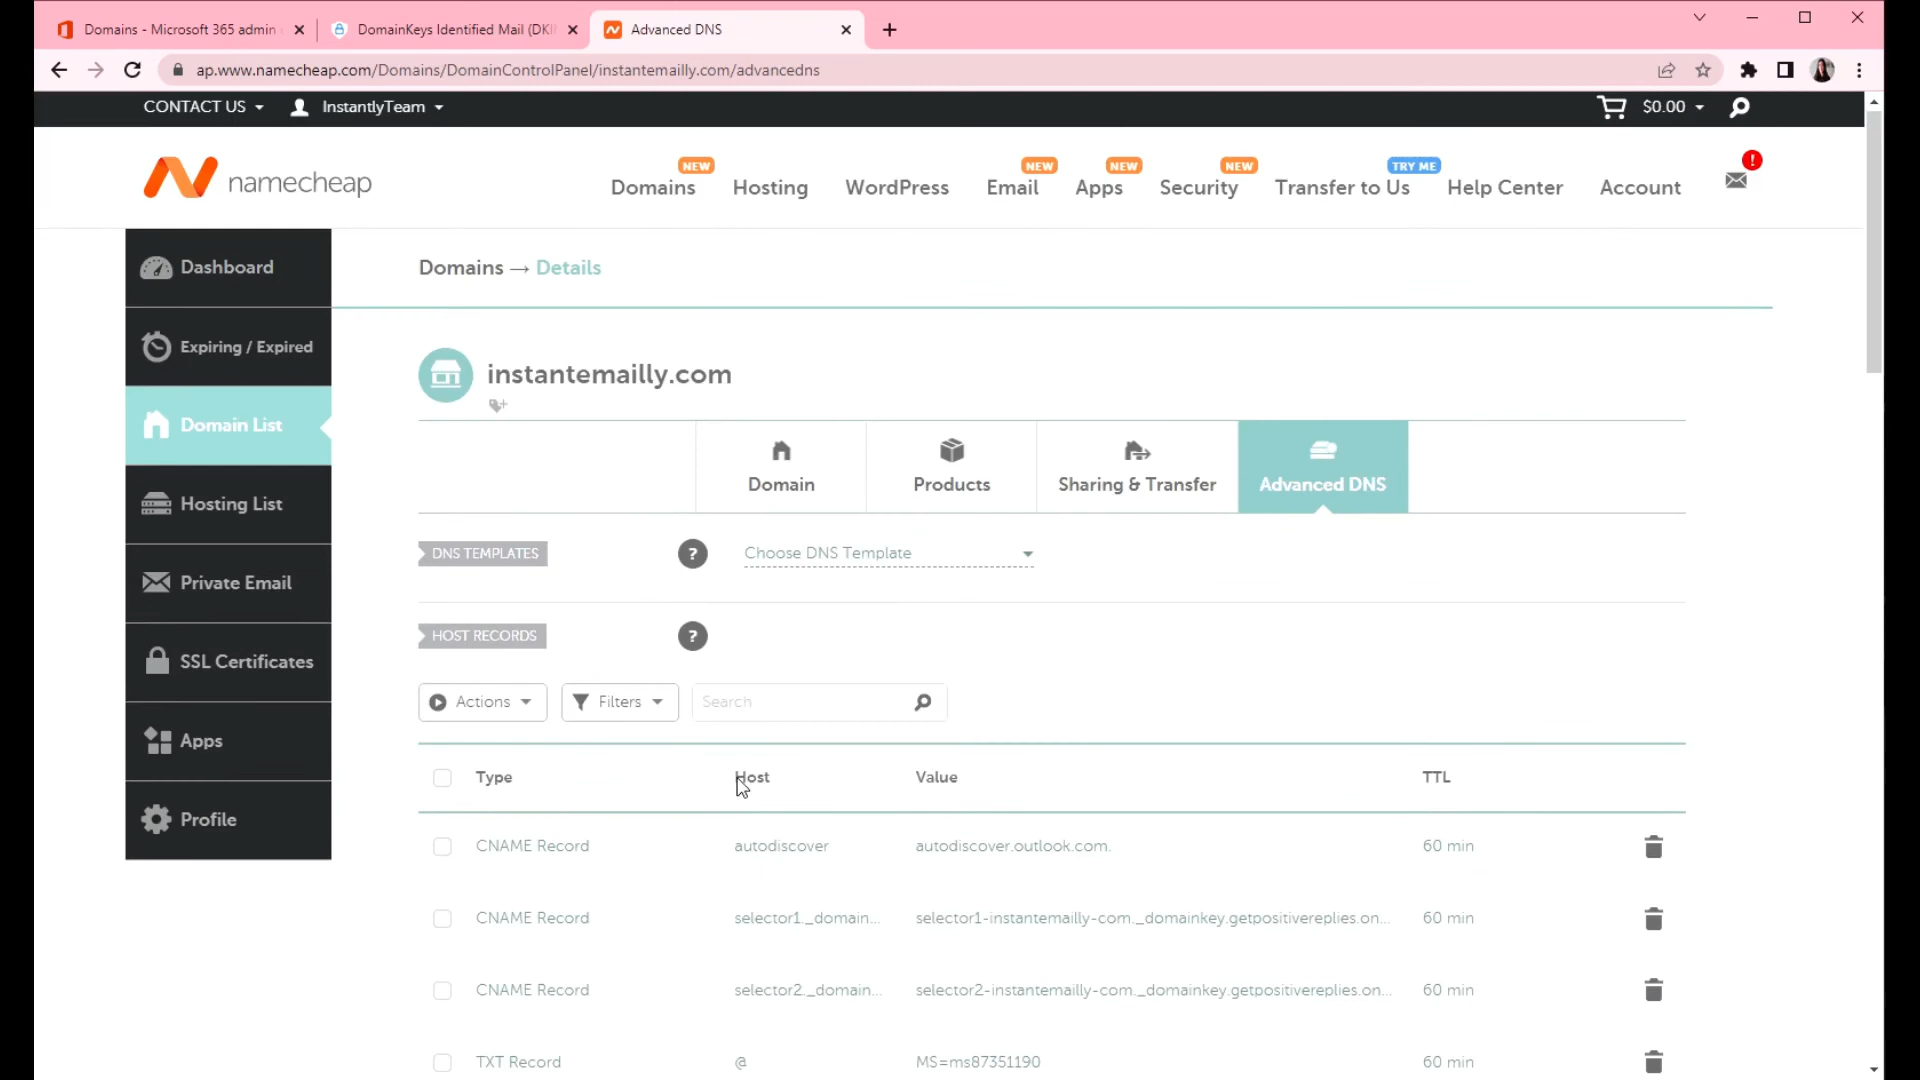 Domains - Microsoft 365 admin
DomainKeys Identified Mail (DKI
Advanced DNS
ap.www.namecheap.com/Domains/DomainControlPanel/instantemailly.com/advancedns
CONTACT US
InstantlyTeam
$0.00
namecheap
NEW
NEW
NEW
NEW
TRY ME
!
Domains
Hosting
WordPress
Email
Apps
Security
Transfer to Us
Help Center
Account
Dashboard
Expiring / Expired
Domain List
Hosting List
Private Email
SSL Certificates
Apps
Profile
Domains → Details
instantemailly.com
Domain
Products
Sharing & Transfer
Advanced DNS
DNS TEMPLATES
?
Choose DNS Template
HOST RECORDS
?
Actions
Filters
Search
Type Host Value TTL
CNAME Record autodiscover autodiscover.outlook.com. 60 min
CNAME Record selector1._domain... selector1-instantemailly-com._domainkey.getpositivereplies.on... 60 min
CNAME Record selector2._domain... selector2-instantemailly-com._domainkey.getpositivereplies.on... 60 min
TXT Record @ MS=ms87351190 60 min